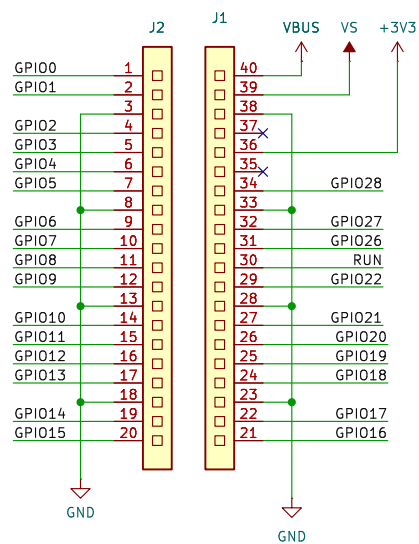 J2
GPIO0 1
GPIO1 2
3
GPIO2 4
GPIO3 5
GPIO4 6
GPIO5 7
8
GPIO6 9
GPIO7 10
GPIO8 11
GPIO9 12
13
GPIO10 14
GPIO11 15
GPIO12 16
GPIO13 17
18
GPIO14 19
GPIO15 20
GND
J1
VBUS VS +3V3
40
39
38
37
36
35
34 GPIO28
33
32 GPIO27
31 GPIO26
30 RUN
29 GPIO22
28
27 GPIO21
26 GPIO20
25 GPIO19
24 GPIO18
23
22 GPIO17
21 GPIO16
GND